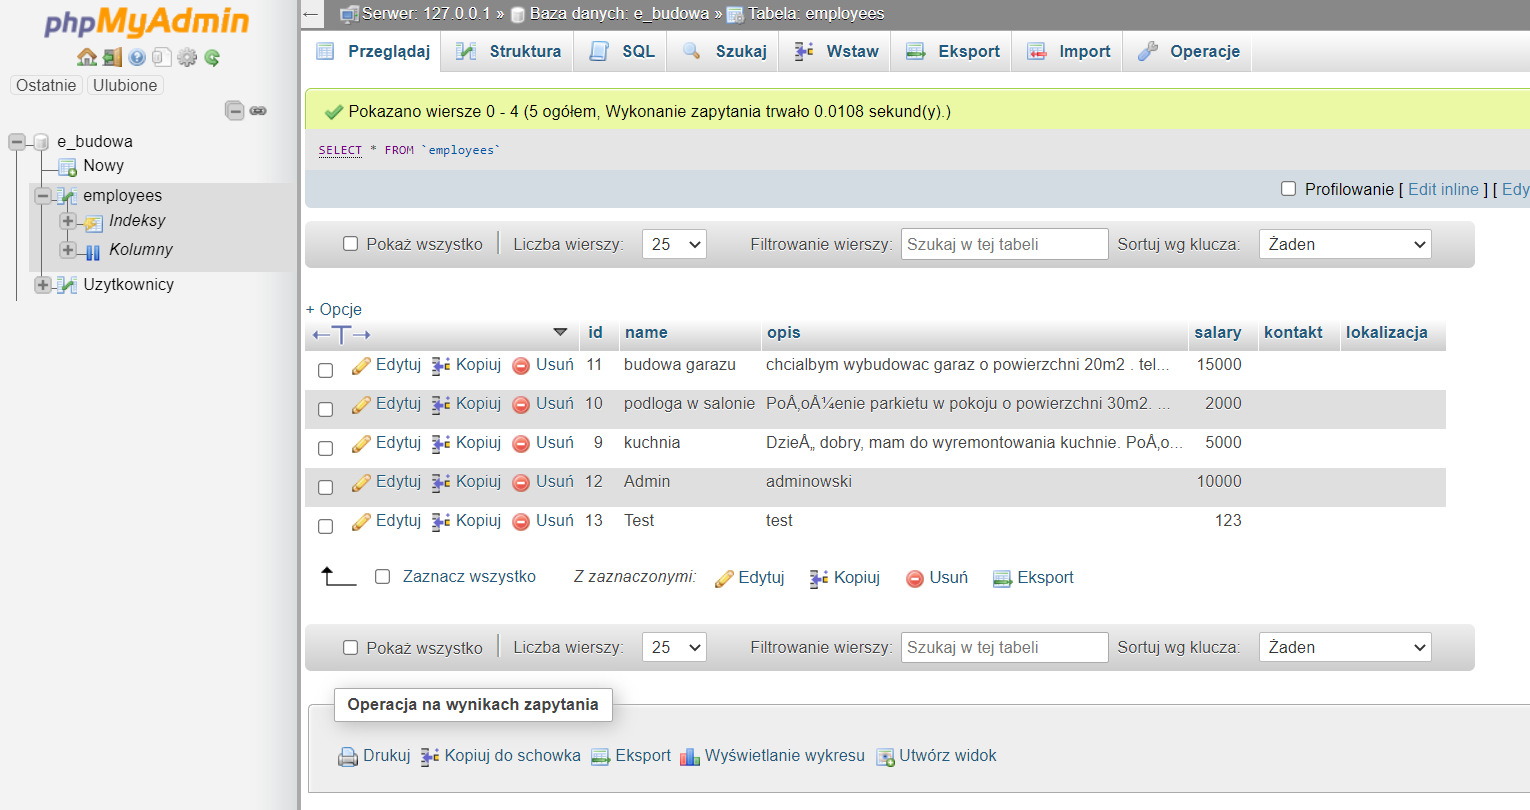 phpMyAdmin
Ostatnie Ulubione
e_budowa
Nowy
employees
Indeksy
Kolumny
Uzytkownicy
Serwer: 127.0.0.1 » Baza danych: e_budowa » Tabela: employees
Przeglądaj Struktura SQL Szukaj Wstaw Eksport Import Operacje
Pokazano wiersze 0 - 4 (5 ogółem, Wykonanie zapytania trwało 0.0108 sekund(y).)
SELECT * FROM `employees`
Profilowanie [ Edit inline ] [ Edy
Pokaż wszystko Liczba wierszy: 25 Filtrowanie wierszy: Szukaj w tej tabeli Sortuj wg klucza: Żaden
+ Opcje
←T→ id name opis salary kontakt lokalizacja
Edytuj Kopiuj Usuń 11 budowa garazu chcialbym wybudowac garaz o powierzchni 20m2 . tel... 15000
Edytuj Kopiuj Usuń 10 podloga w salonie PoÅ‚oÅ¼enie parkietu w pokoju o powierzchni 30m2. ... 2000
Edytuj Kopiuj Usuń 9 kuchnia DzieÅ„ dobry, mam do wyremontowania kuchnie. PoÅ‚o... 5000
Edytuj Kopiuj Usuń 12 Admin adminowski 10000
Edytuj Kopiuj Usuń 13 Test test 123
Zaznacz wszystko Z zaznaczonymi: Edytuj Kopiuj Usuń Eksport
Pokaż wszystko Liczba wierszy: 25 Filtrowanie wierszy: Szukaj w tej tabeli Sortuj wg klucza: Żaden
Operacja na wynikach zapytania
Drukuj Kopiuj do schowka Eksport Wyświetlanie wykresu Utwórz widok